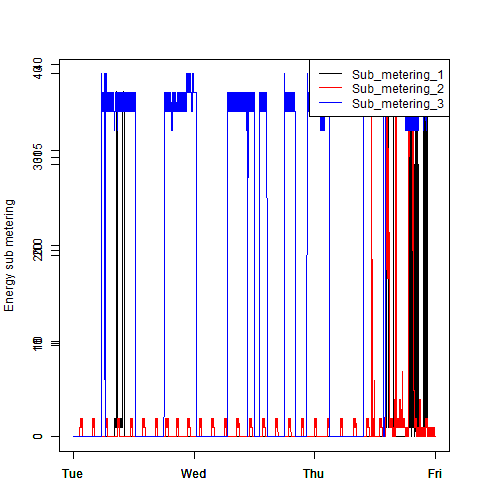 Sub_metering_1
Sub_metering_2
Sub_metering_3
Energy sub metering
0
Tue Wed Thu Fri